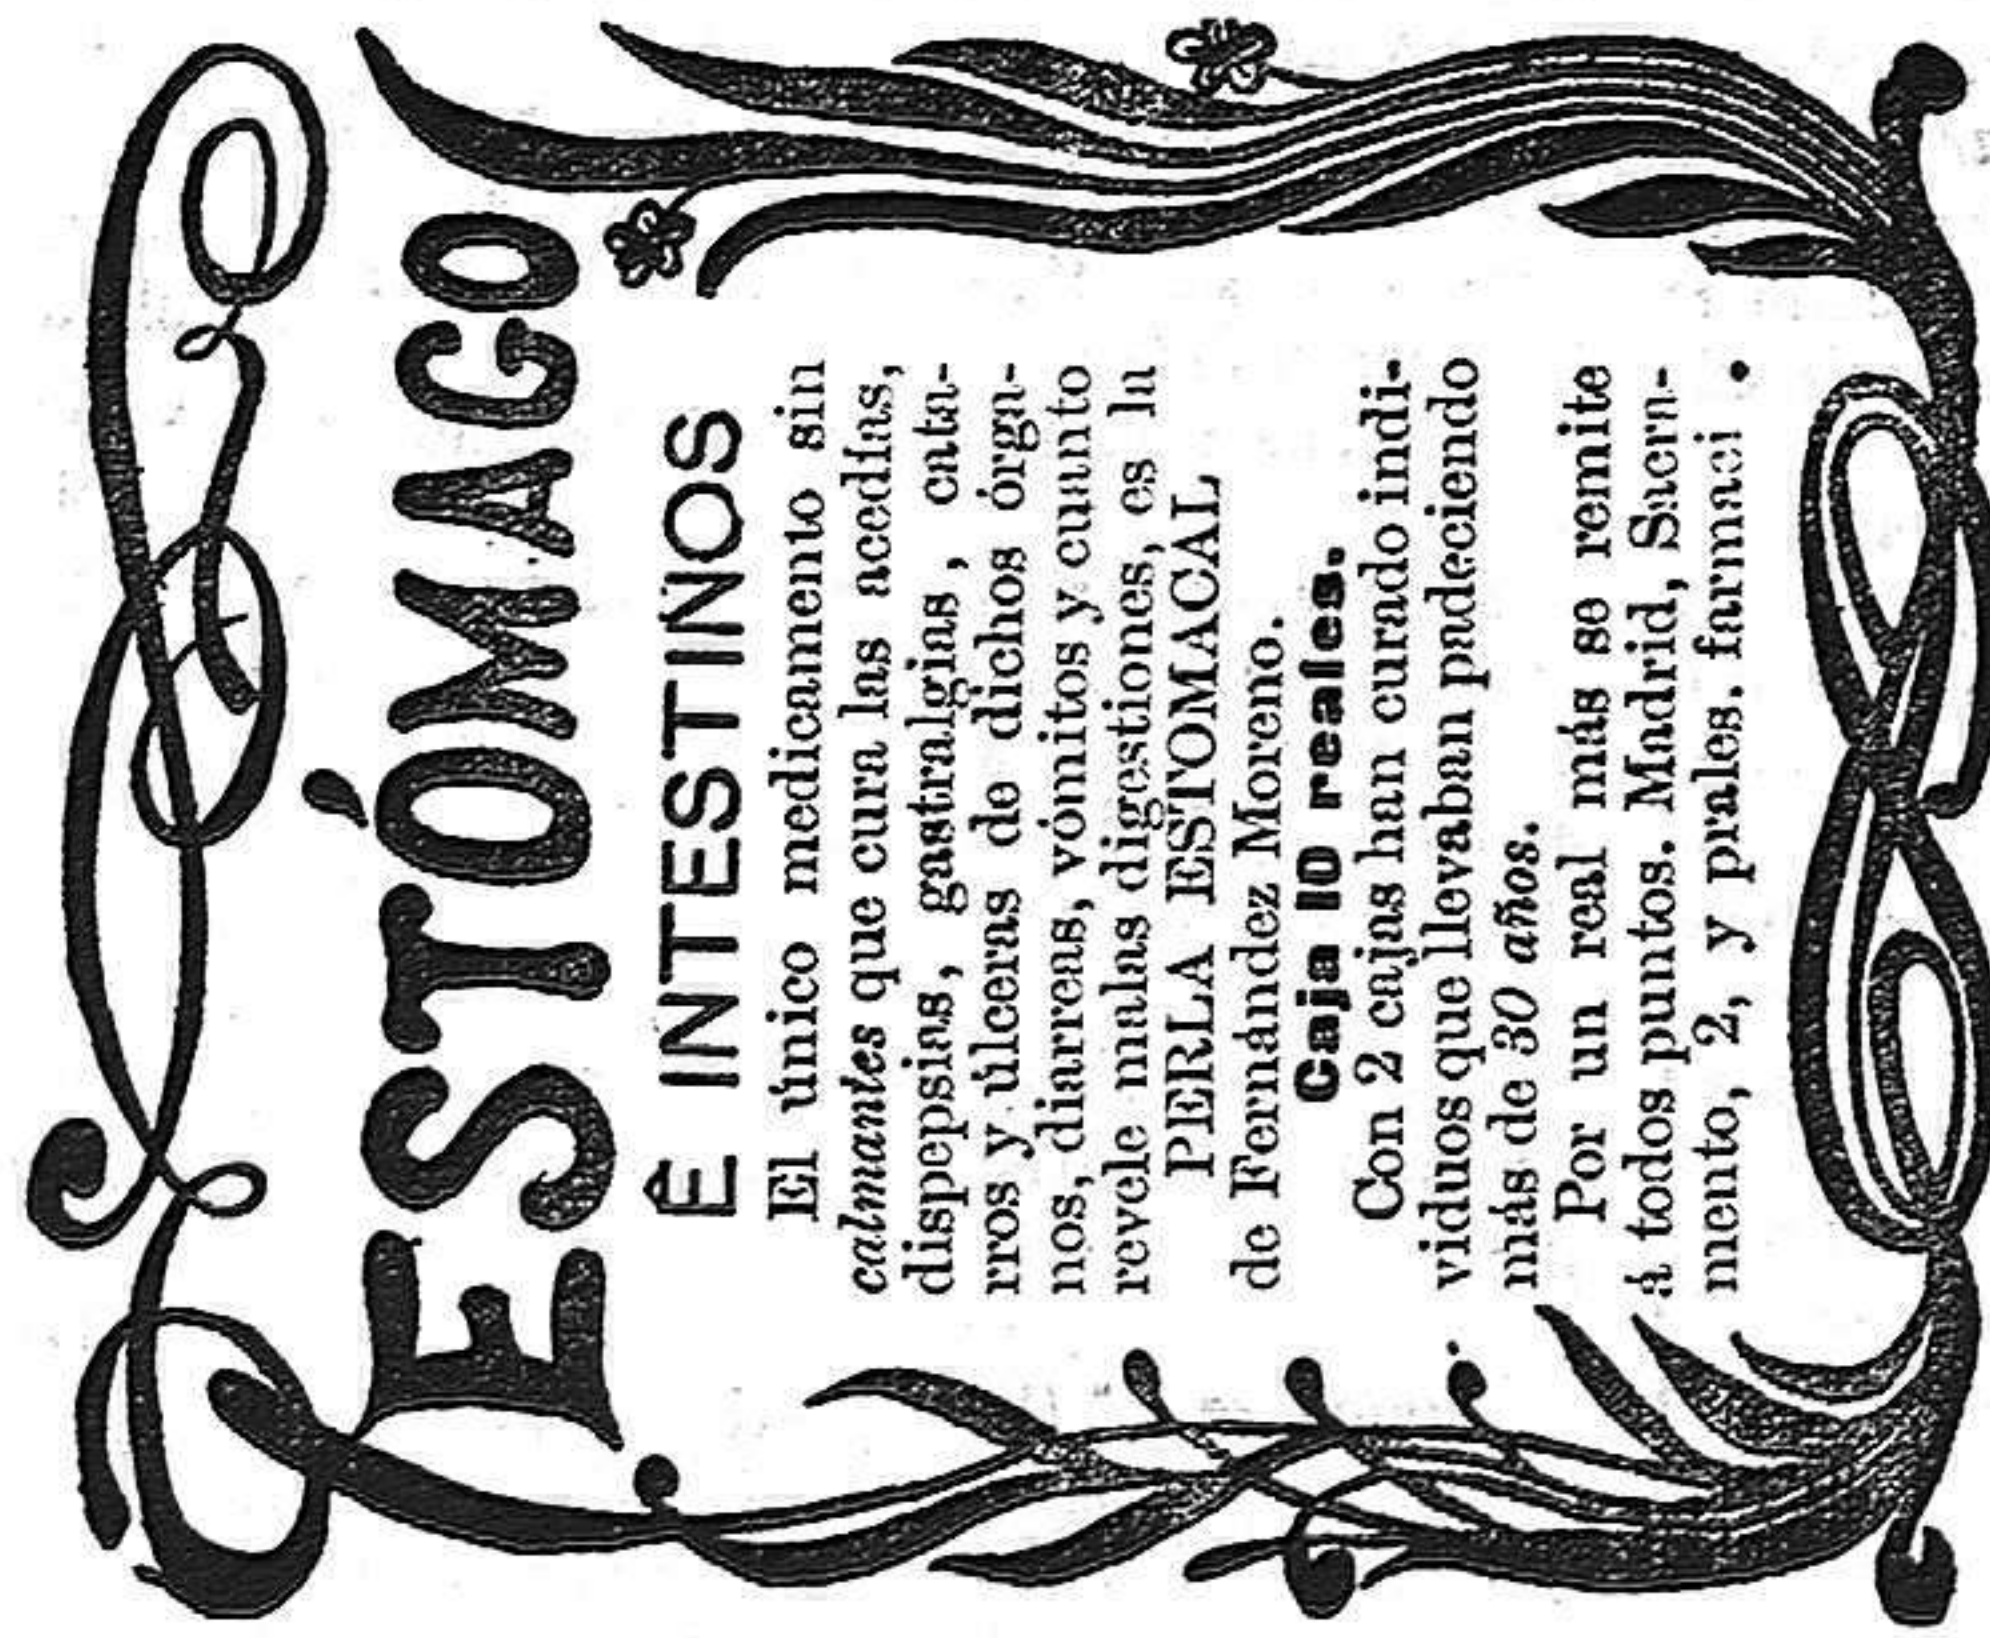 ESTÓMAGO
Ê INTESTINOS
El único medicamento sin
calmantes que cura las acedías,
dispepsias, gastralgias, cata-
rros y úlceras de dichos órga-
nos, diarreas, vómitos y cuanto
revele malas digestiones, es la
PERLA ESTOMACAL
de Fernández Moreno.
Caja 10 reales.
Con 2 cajas han curado indi-
viduos que llevaban padeciendo
más de 30 años.
Por un real más se remite
á todos puntos. Madrid, Sacra-
mento, 2, y prales. farmaci .